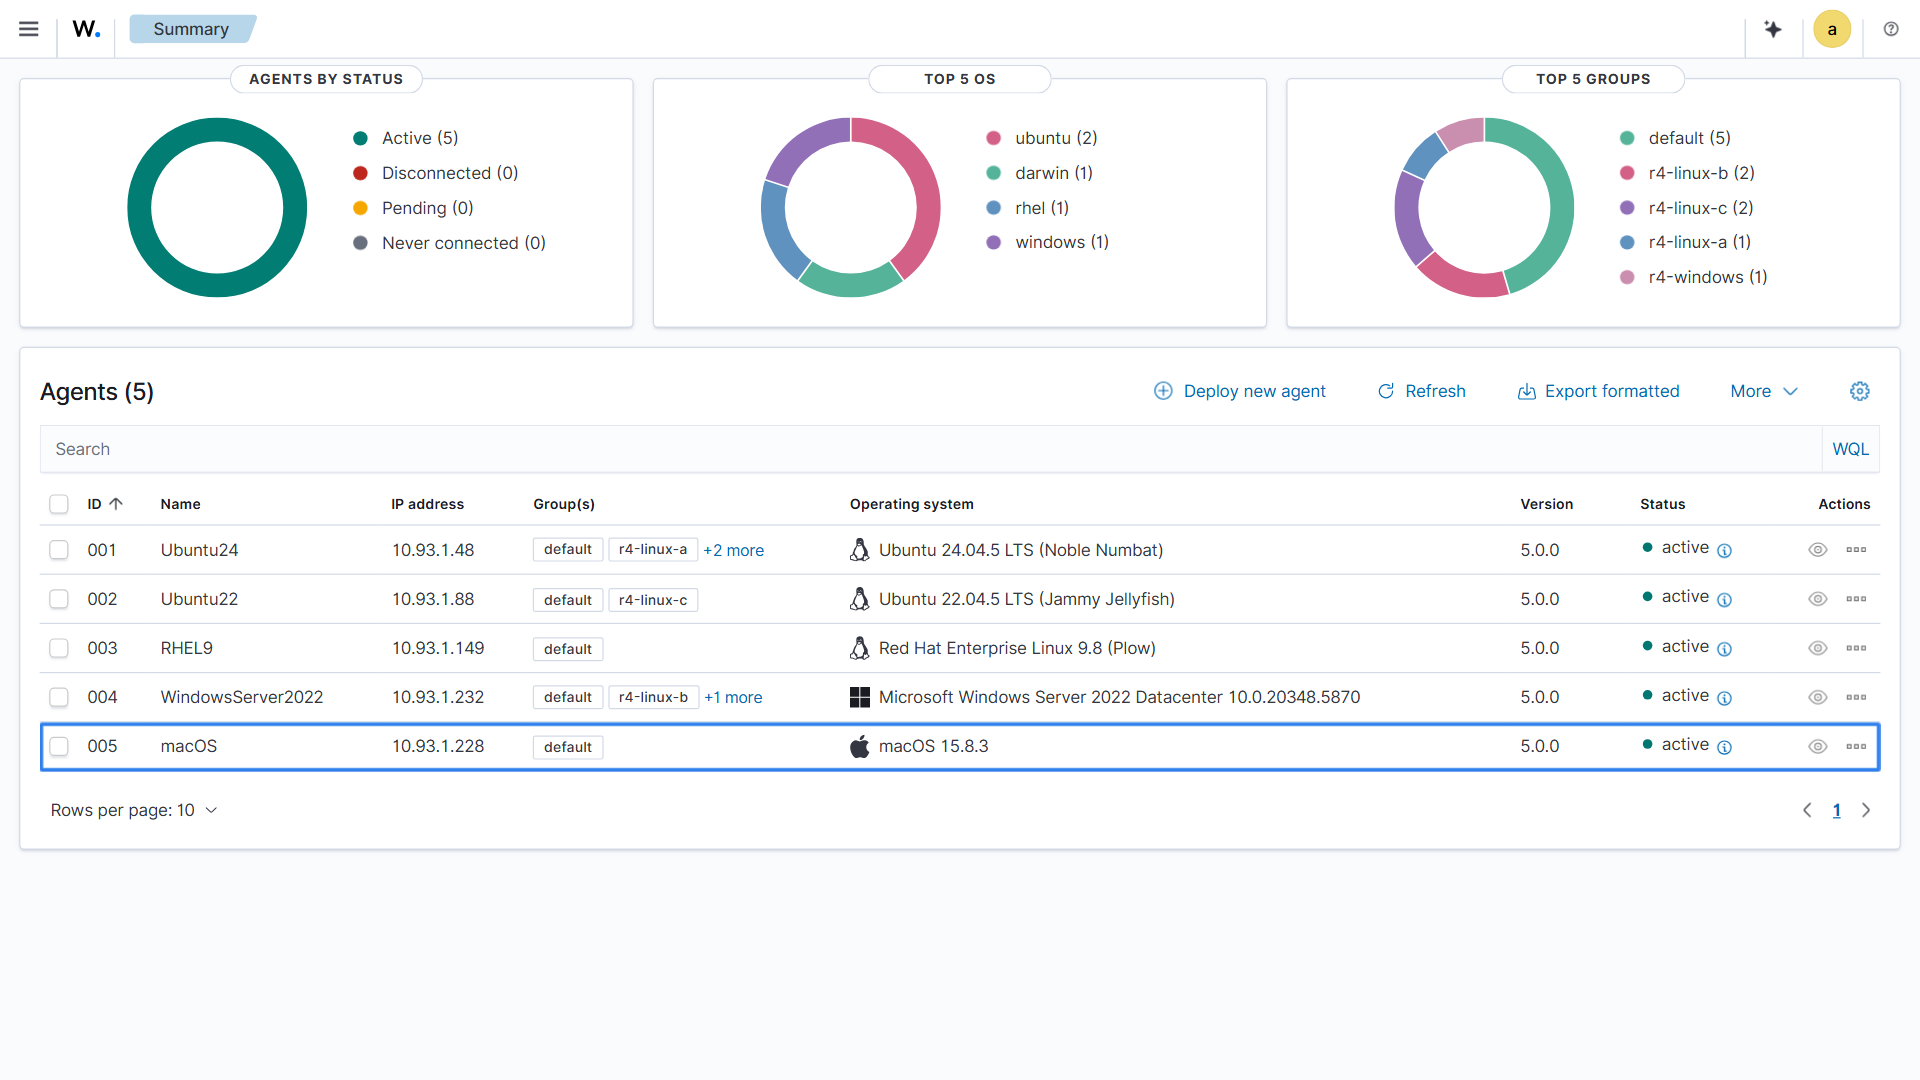 W. Summary a
AGENTS BY STATUS
Active (5)
Disconnected (0)
Pending (0)
Never connected (0)
TOP 5 OS
ubuntu (2)
darwin (1)
rhel (1)
windows (1)
TOP 5 GROUPS
default (5)
r4-linux-b (2)
r4-linux-c (2)
r4-linux-a (1)
r4-windows (1)
Agents (5) Deploy new agent Refresh Export formatted More
Search WQL
ID Name IP address Group(s) Operating system Version Status Actions
001 Ubuntu24 10.93.1.48 default r4-linux-a +2 more Ubuntu 24.04.5 LTS (Noble Numbat) 5.0.0 active
002 Ubuntu22 10.93.1.88 default r4-linux-c Ubuntu 22.04.5 LTS (Jammy Jellyfish) 5.0.0 active
003 RHEL9 10.93.1.149 default Red Hat Enterprise Linux 9.8 (Plow) 5.0.0 active
004 WindowsServer2022 10.93.1.232 default r4-linux-b +1 more Microsoft Windows Server 2022 Datacenter 10.0.20348.5870 5.0.0 active
005 macOS 10.93.1.228 default macOS 15.8.3 5.0.0 active
Rows per page: 10 1